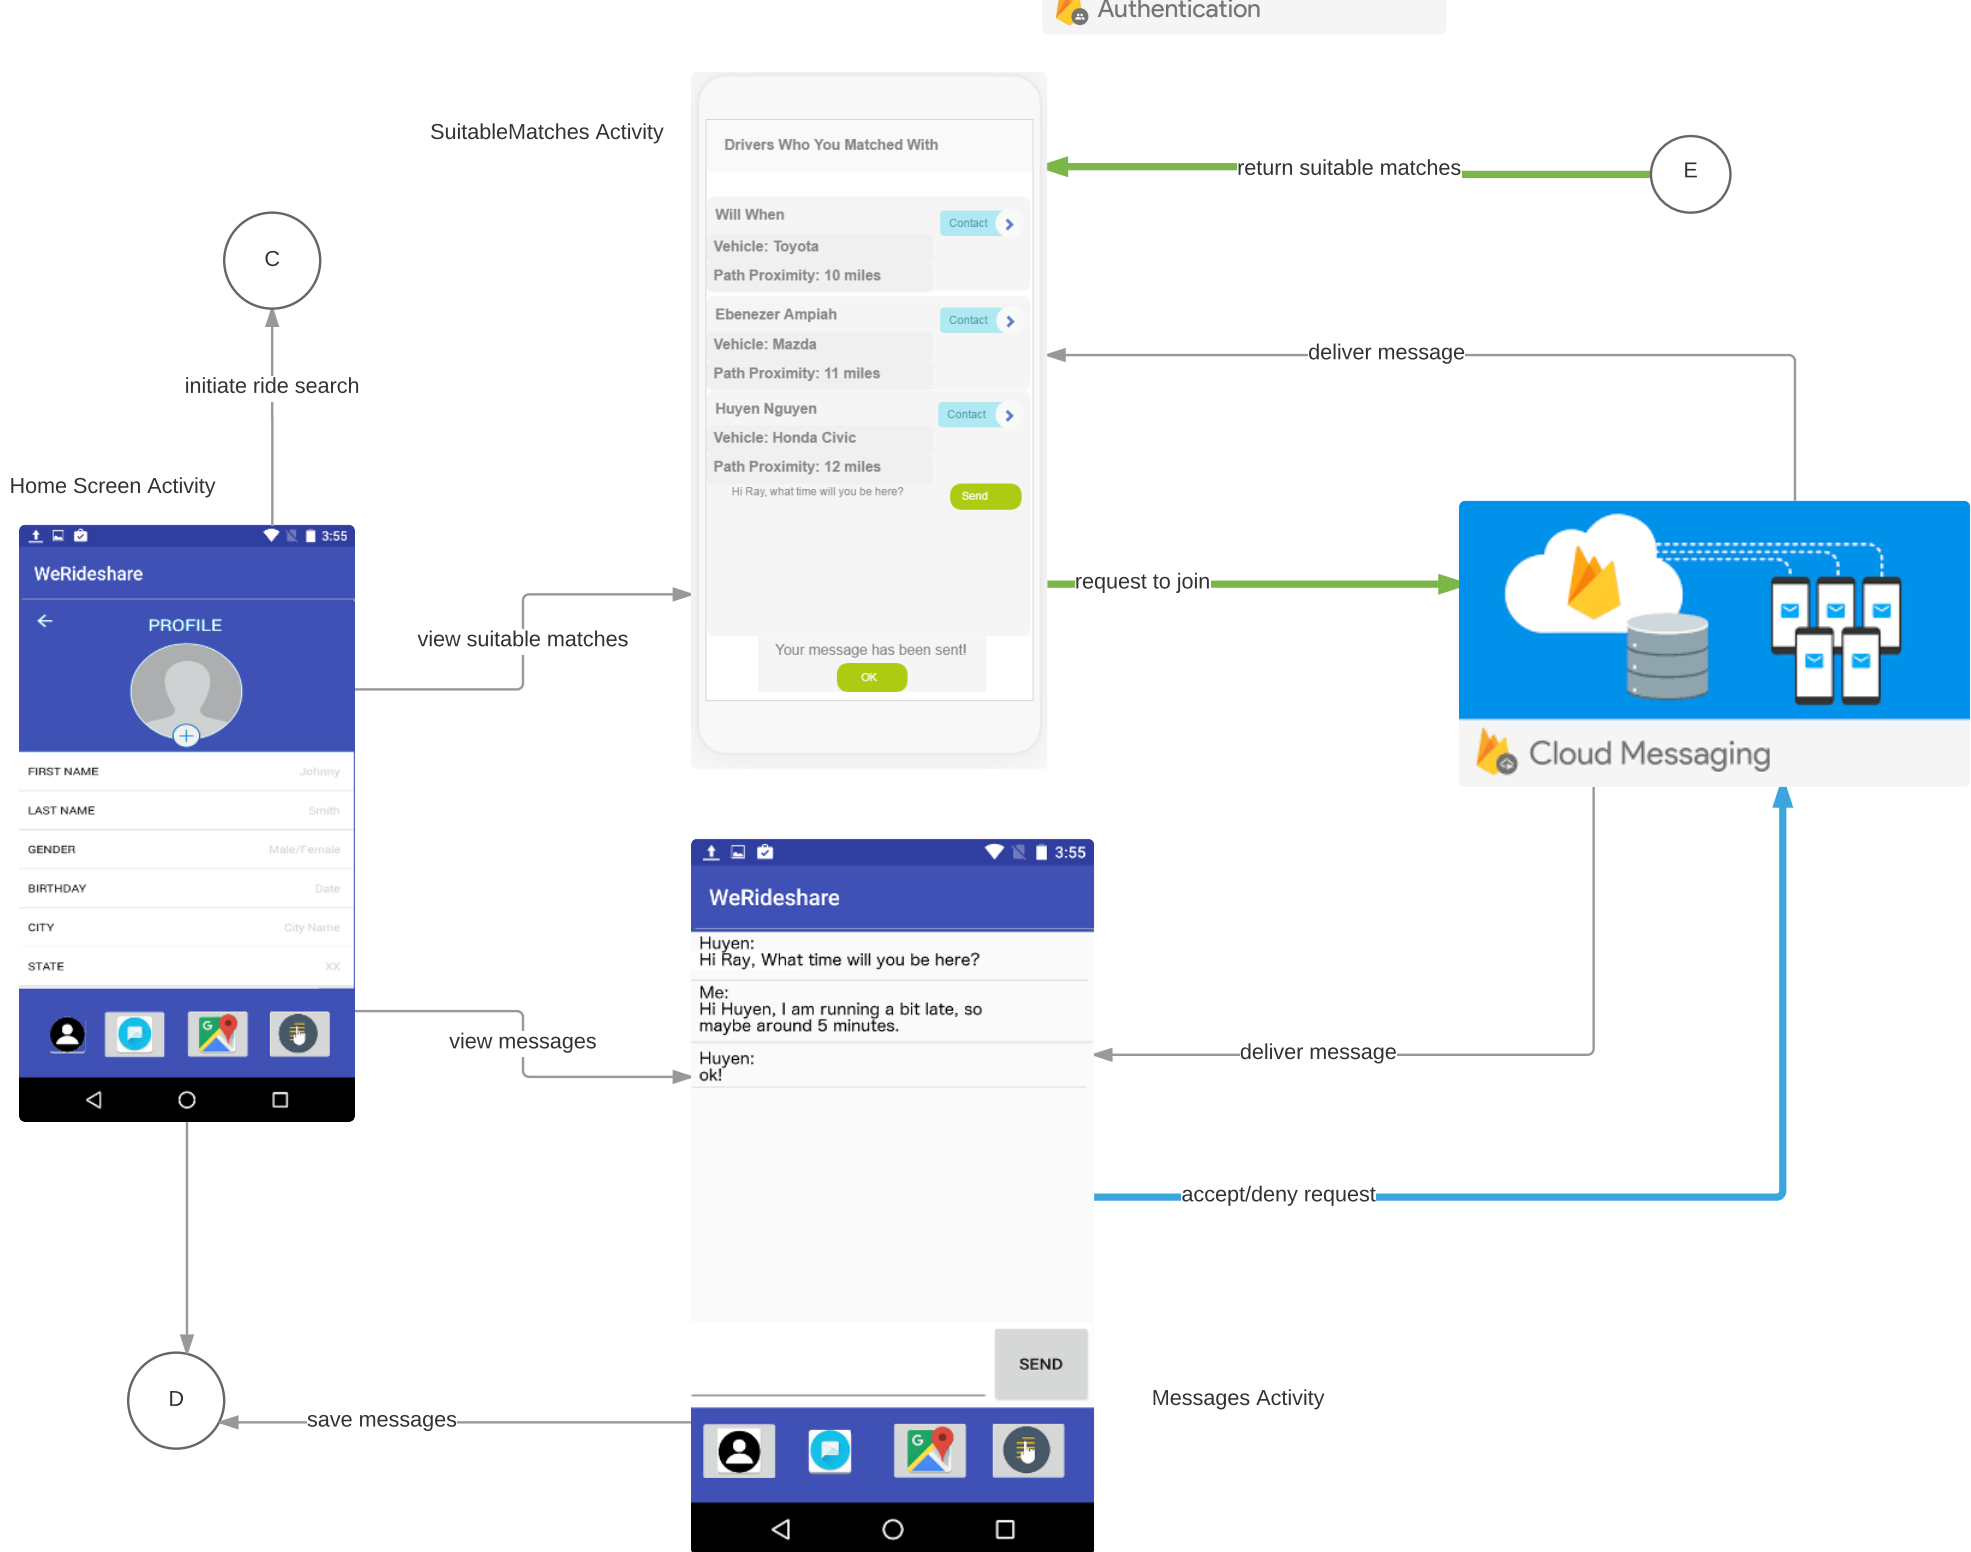 Authentication
SuitableMatches Activity
Drivers Who You Matched With
return suitable matches
E
Will When
Contact
Vehicle: Toyota
Path Proximity: 10 miles
C
Ebenezer Ampiah
Contact
Vehicle: Mazda
Path Proximity: 11 miles
deliver message
initiate ride search
Huyen Nguyen
Contact
Vehicle: Honda Civic
Path Proximity: 12 miles
Hi Ray, what time will you be here?
Send
Home Screen Activity
3:55
WeRideshare
PROFILE
request to join
view suitable matches
Your message has been sent!
OK
Cloud Messaging
FIRST NAME Johnny
LAST NAME Smith
GENDER Male/Female
BIRTHDAY Date
CITY City Name
STATE XX
3:55
WeRideshare
Huyen:
Hi Ray, What time will you be here?
Me:
Hi Huyen, I am running a bit late, so
maybe around 5 minutes.
Huyen:
ok!
G
view messages
deliver message
accept/deny request
SEND
D
save messages
Messages Activity
G